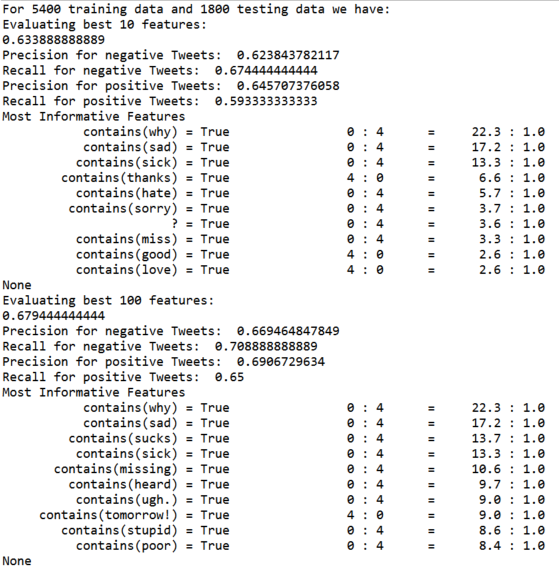 For 5400 training data and 1800 testing data we have:
Evaluating best 10 features:
0.633888888889
Precision for negative Tweets:  0.623843782117
Recall for negative Tweets:  0.674444444444
Precision for positive Tweets:  0.645707376058
Recall for positive Tweets:  0.593333333333
Most Informative Features
contains(why) = True 0 : 4 = 22.3 : 1.0
contains(sad) = True 0 : 4 = 17.2 : 1.0
contains(sick) = True 0 : 4 = 13.3 : 1.0
contains(thanks) = True 4 : 0 = 6.6 : 1.0
contains(hate) = True 0 : 4 = 5.7 : 1.0
contains(sorry) = True 0 : 4 = 3.7 : 1.0
? = True 0 : 4 = 3.6 : 1.0
contains(miss) = True 0 : 4 = 3.3 : 1.0
contains(good) = True 4 : 0 = 2.6 : 1.0
contains(love) = True 4 : 0 = 2.6 : 1.0
None
Evaluating best 100 features:
0.679444444444
Precision for negative Tweets:  0.669464847849
Recall for negative Tweets:  0.708888888889
Precision for positive Tweets:  0.6906729634
Recall for positive Tweets:  0.65
Most Informative Features
contains(why) = True 0 : 4 = 22.3 : 1.0
contains(sad) = True 0 : 4 = 17.2 : 1.0
contains(sucks) = True 0 : 4 = 13.7 : 1.0
contains(sick) = True 0 : 4 = 13.3 : 1.0
contains(missing) = True 0 : 4 = 10.6 : 1.0
contains(heard) = True 0 : 4 = 9.7 : 1.0
contains(ugh.) = True 0 : 4 = 9.0 : 1.0
contains(tomorrow!) = True 4 : 0 = 9.0 : 1.0
contains(stupid) = True 0 : 4 = 8.6 : 1.0
contains(poor) = True 0 : 4 = 8.4 : 1.0
None